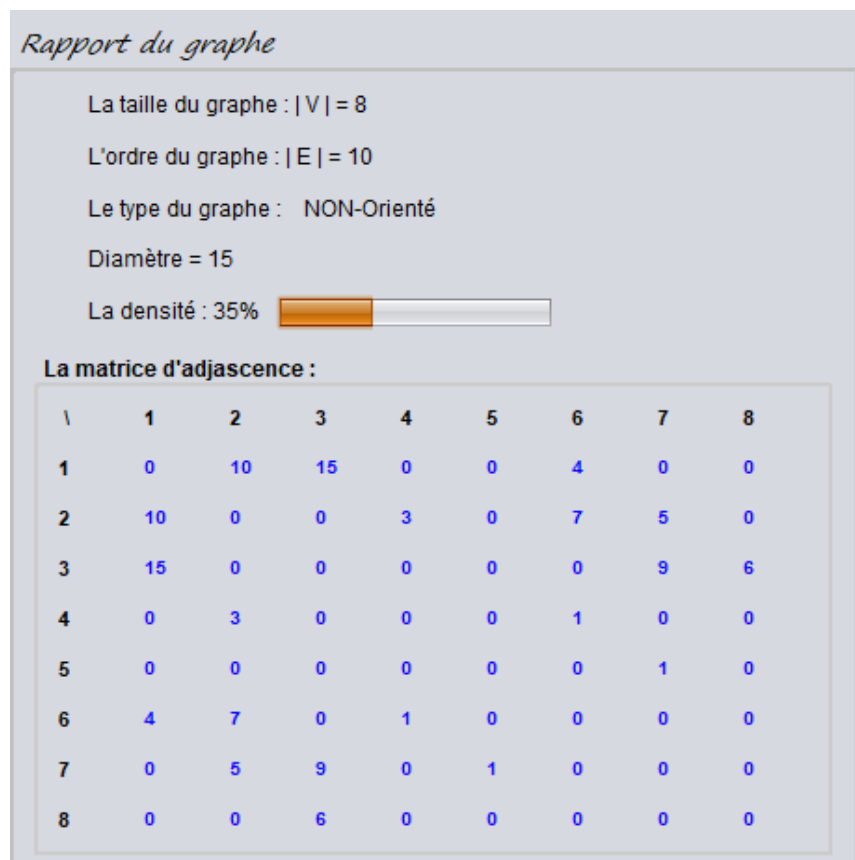 Rapport du graphe
La taille du graphe : | V | = 8
L'ordre du graphe : | E | = 10
Le type du graphe : NON-Orienté
Diamètre = 15
La densité : 35%
La matrice d'adjascence :
\ 1 2 3 4 5 6 7 8
1 0 10 15 0 0 4 0 0
2 10 0 0 3 0 7 5 0
3 15 0 0 0 0 0 9 6
4 0 3 0 0 0 1 0 0
5 0 0 0 0 0 0 1 0
6 4 7 0 1 0 0 0 0
7 0 5 9 0 1 0 0 0
8 0 0 6 0 0 0 0 0